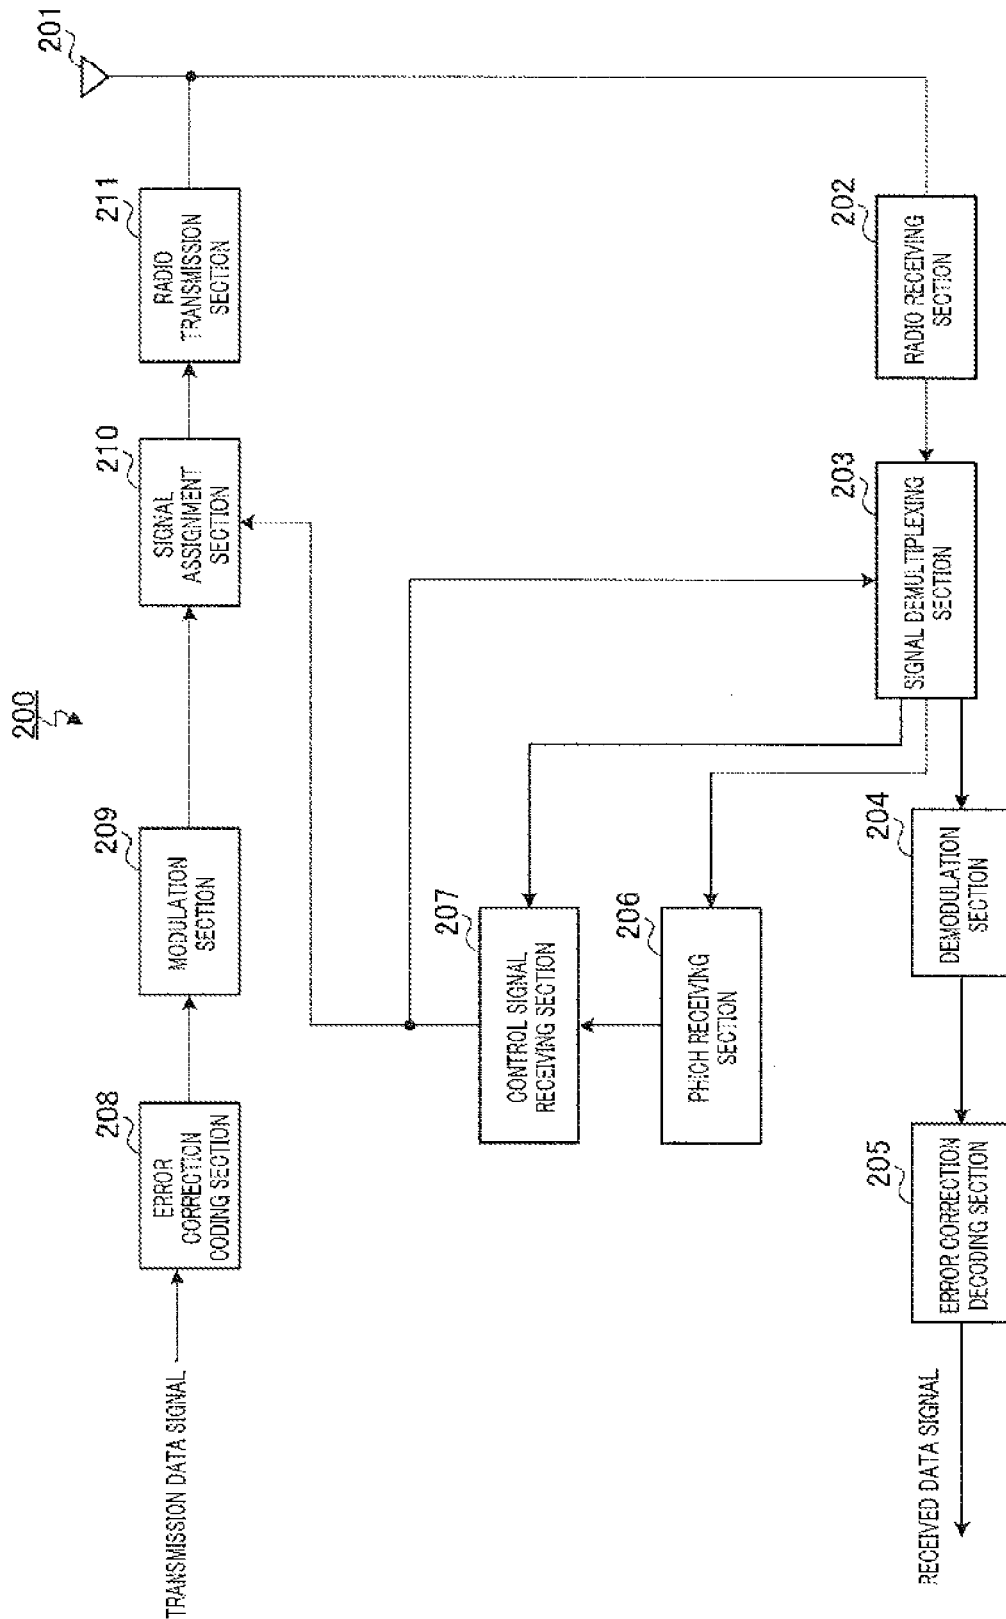 200
TRANSMISSION DATA SIGNAL
208
ERROR
CORRECTION
CODING SECTION
209
MODULATION
SECTION
210
SIGNAL
ASSIGNMENT
SECTION
211
RADIO
TRANSMISSION
SECTION
201
207
CONTROL SIGNAL
RECEIVING SECTION
206
PHICH RECEIVING
SECTION
RECEIVED DATA SIGNAL
205
ERROR CORRECTION
DECODING SECTION
204
DEMODULATION
SECTION
203
SIGNAL DEMULTIPLEXING
SECTION
202
RADIO RECEIVING
SECTION